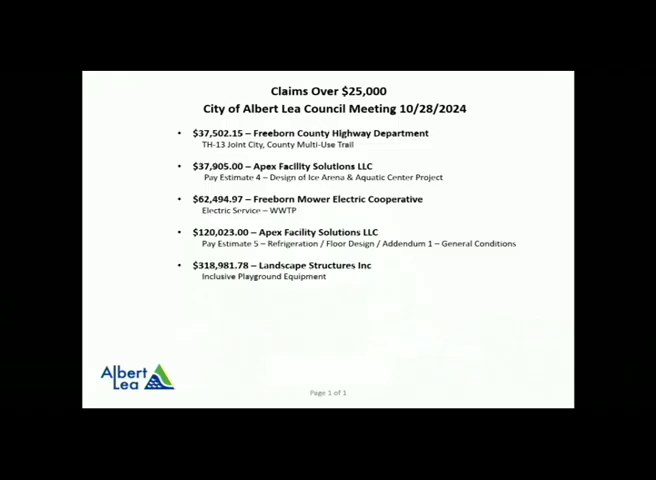 Claims Over $25,000
City of Albert Lea Council Meeting 10/28/2024
• $37,502.15 – Freeborn County Highway Department
TH-13 Joint City, County Multi-Use Trail
• $37,905.00 – Apex Facility Solutions LLC
Pay Estimate 4 – Design of Ice Arena & Aquatic Center Project
• $62,494.97 – Freeborn Mower Electric Cooperative
Electric Service – WWTP
• $120,023.00 – Apex Facility Solutions LLC
Pay Estimate 5 – Refrigeration / Floor Design / Addendum 1 – General Conditions
• $318,981.78 – Landscape Structures Inc
Inclusive Playground Equipment
Albert
Lea
Page 1 of 1